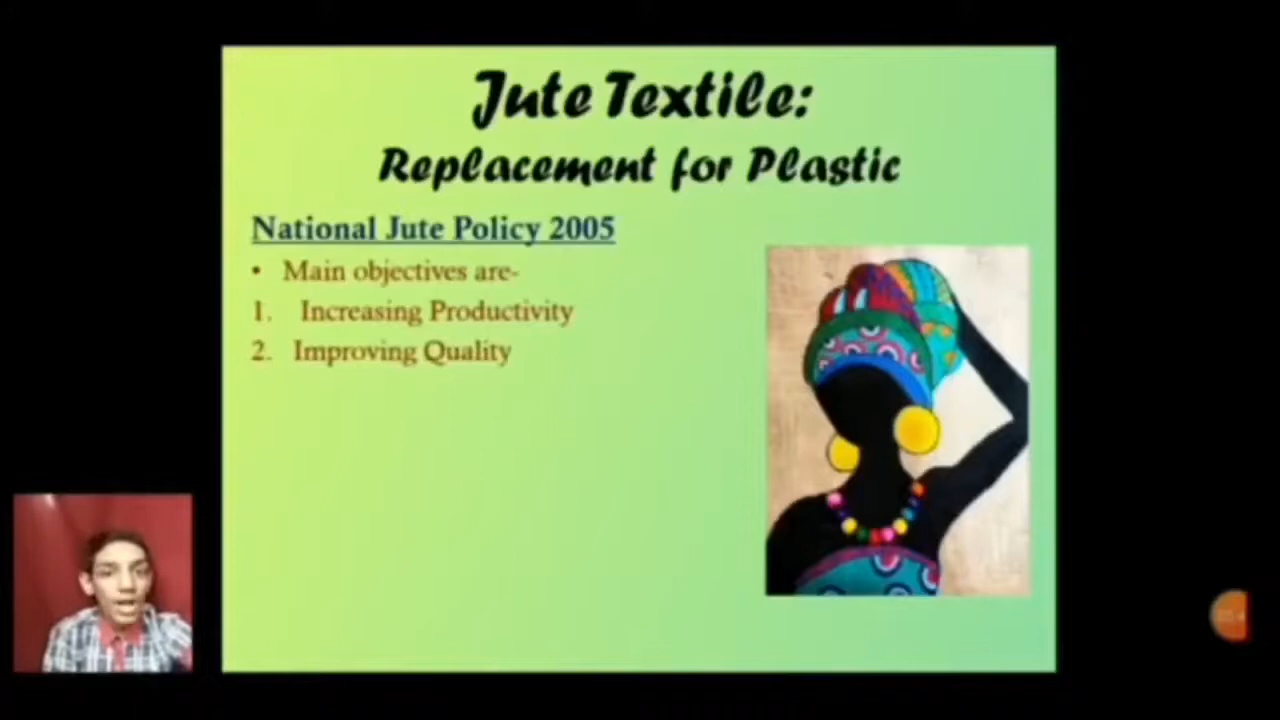 Jute Textile:
Replacement for Plastic
National Jute Policy 2005
• Main objectives are-
1. Increasing Productivity
2. Improving Quality